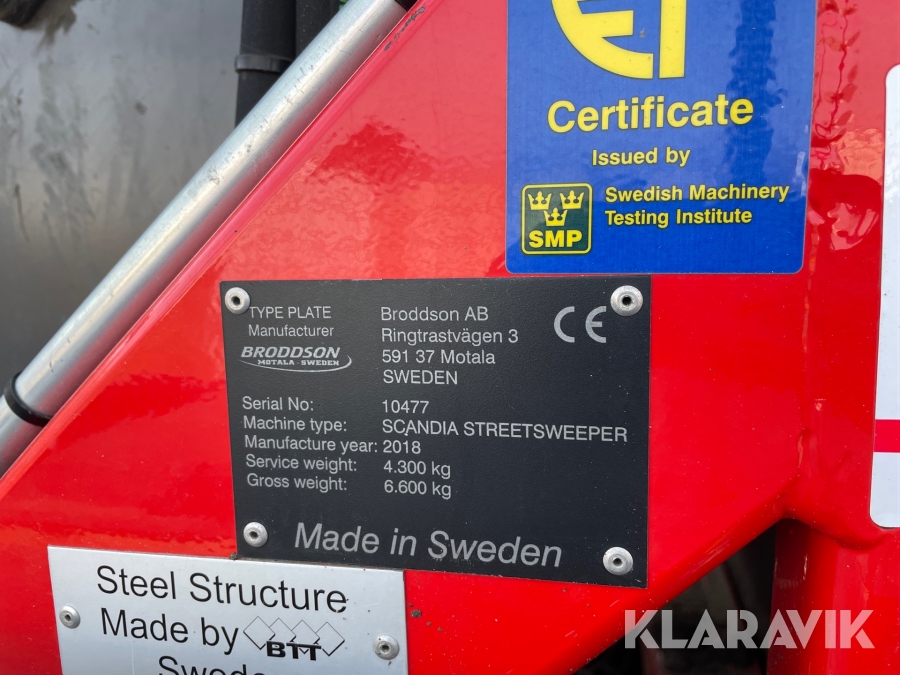 Certificate
Issued by
SMP
Swedish Machinery
Testing Institute
TYPE PLATE
Manufacturer
BRODDSON
MOTALA - SWEDEN
Broddson AB
Ringtrastvägen 3
591 37 Motala
SWEDEN
CE
Serial No: 10477
Machine type: SCANDIA STREETSWEEPER
Manufacture year: 2018
Service weight: 4.300 kg
Gross weight: 6.600 kg
Made in Sweden
Steel Structure
Made by BTT
KLARAVIK